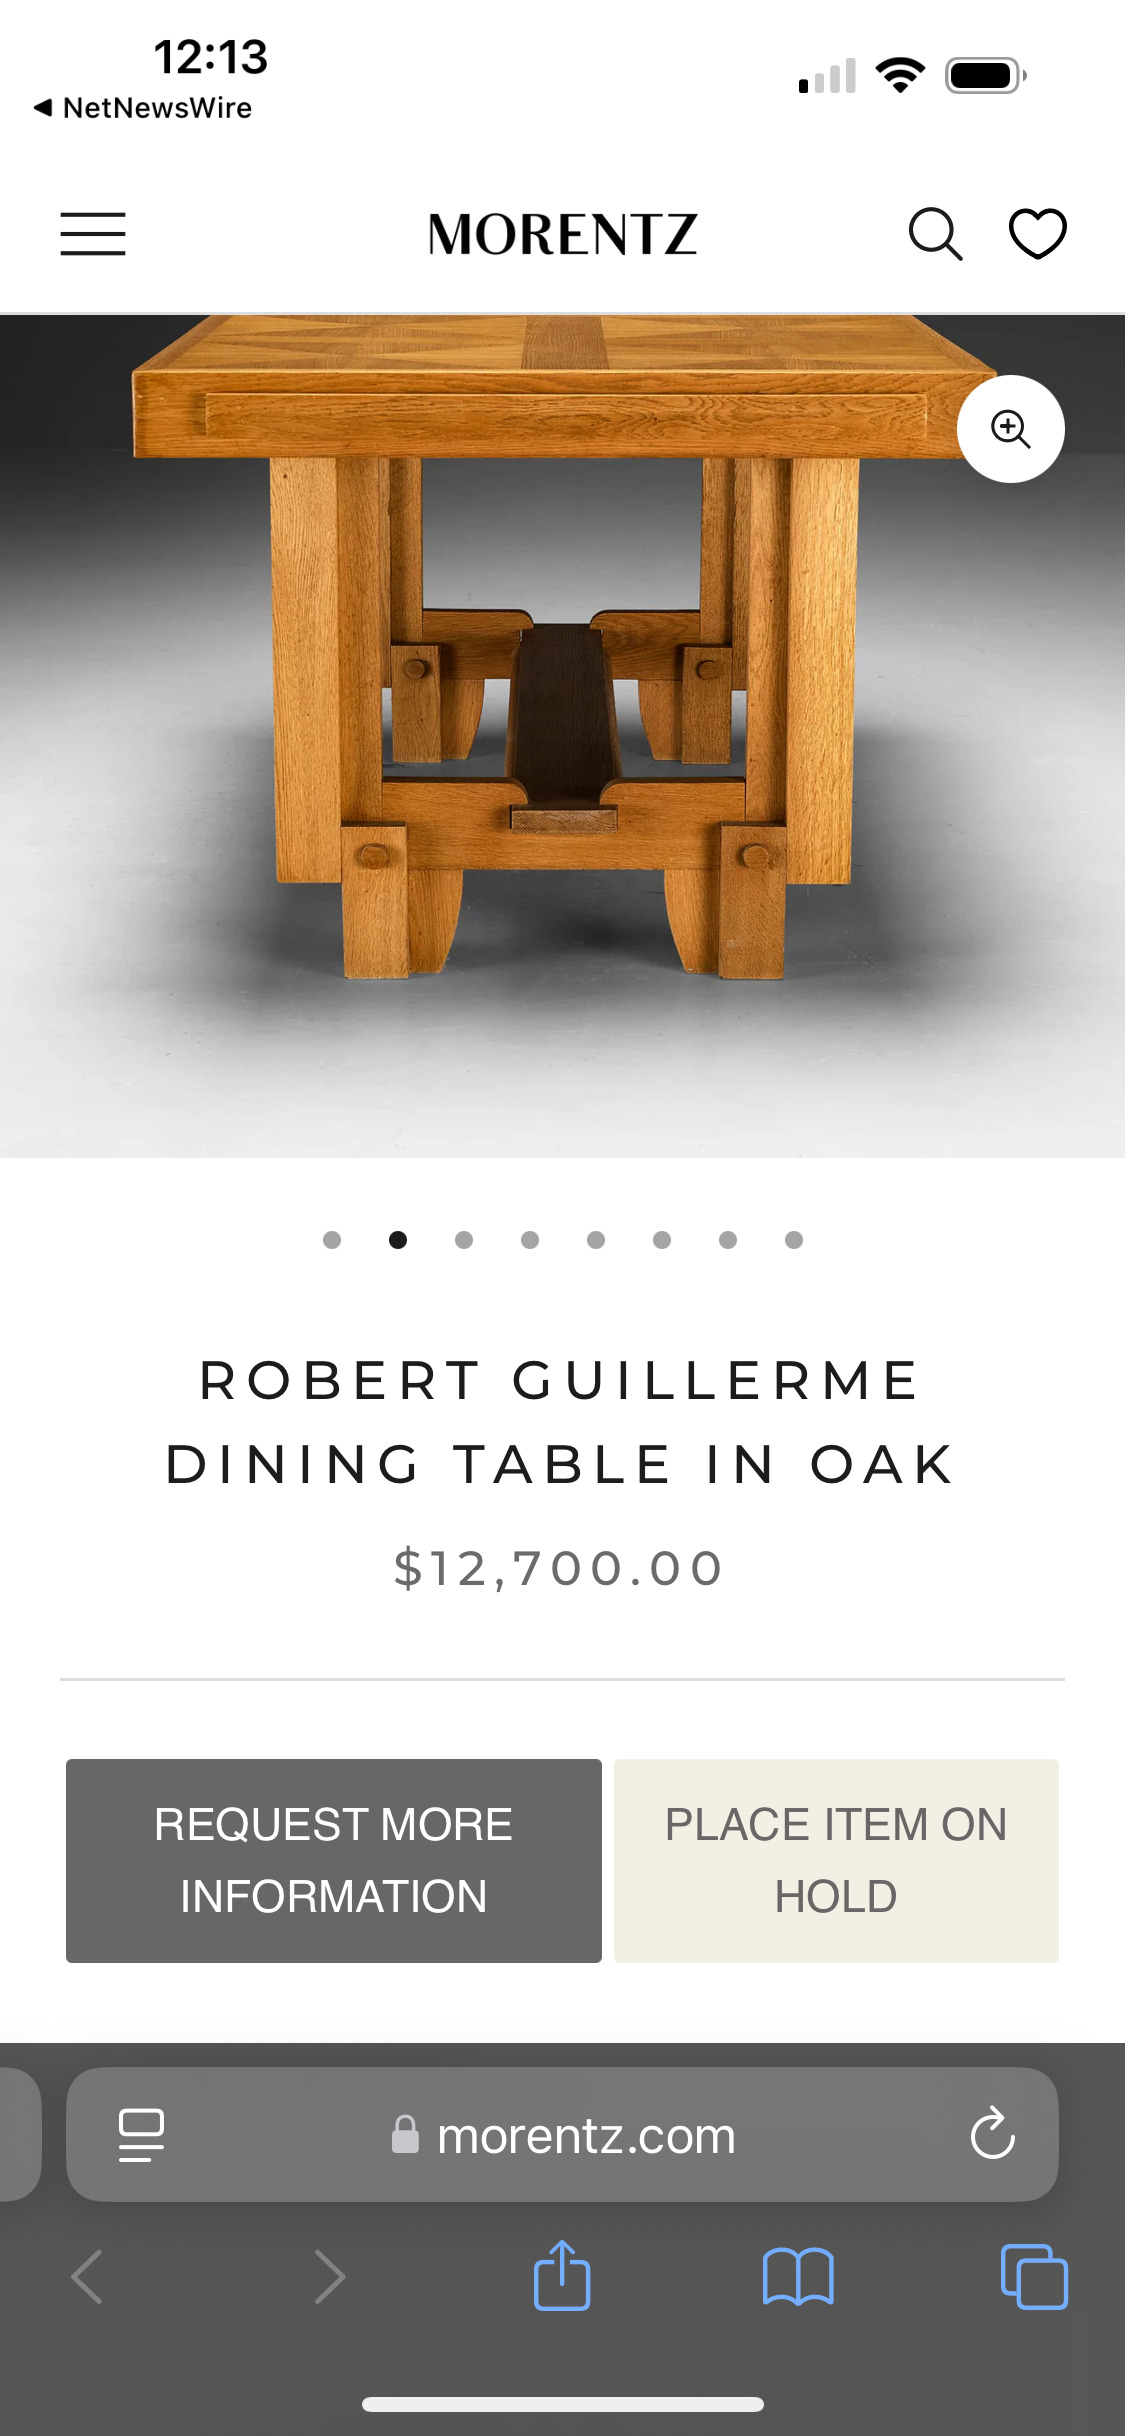 12:13
NetNewsWire
MORENTZ
ROBERT GUILLERME
DINING TABLE IN OAK
$12,700.00
REQUEST MORE
INFORMATION
PLACE ITEM ON
HOLD
morentz.com